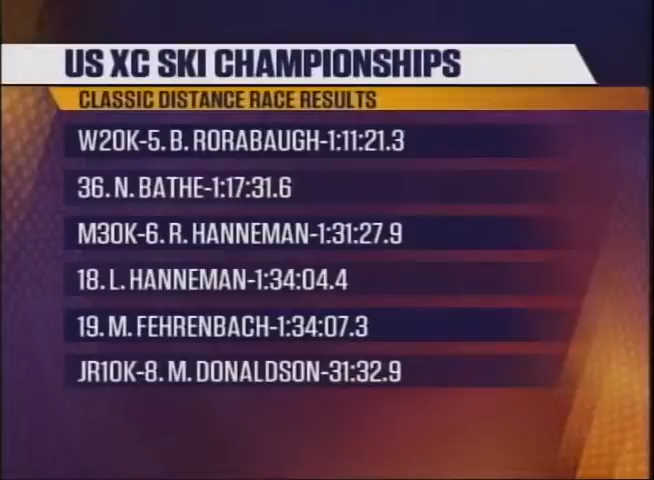 US XC SKI CHAMPIONSHIPS
CLASSIC DISTANCE RACE RESULTS
W20K-5. B. RORABAUGH-1:11:21.3
36. N. BATHE-1:17:31.6
M30K-6. R. HANNEMAN-1:31:27.9
18. L. HANNEMAN-1:34:04.4
19. M. FEHRENBACH-1:34:07.3
JR10K-8. M. DONALDSON-31:32.9